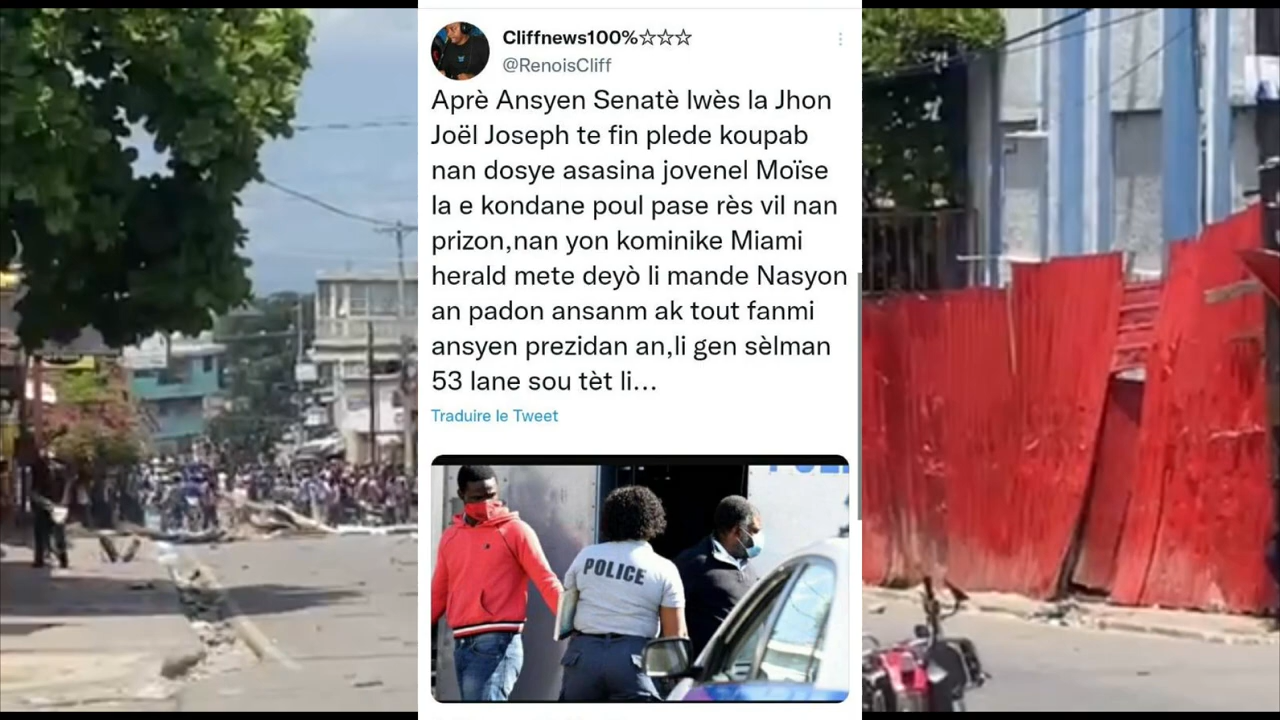 Cliffnews100%☆☆☆
@RenoisCliff
Aprè Ansyen Senatè lwès la Jhon
Joël Joseph te fin plede koupab
nan dosye asasina jovenel Moïse
la e kondane poul pase rès vil nan
prizon,nan yon kominike Miami
herald mete deyò li mande Nasyon
an padon ansanm ak tout fanmi
ansyen prezidan an,li gen sèlman
53 lane sou tèt li...
Traduire le Tweet
POLICE